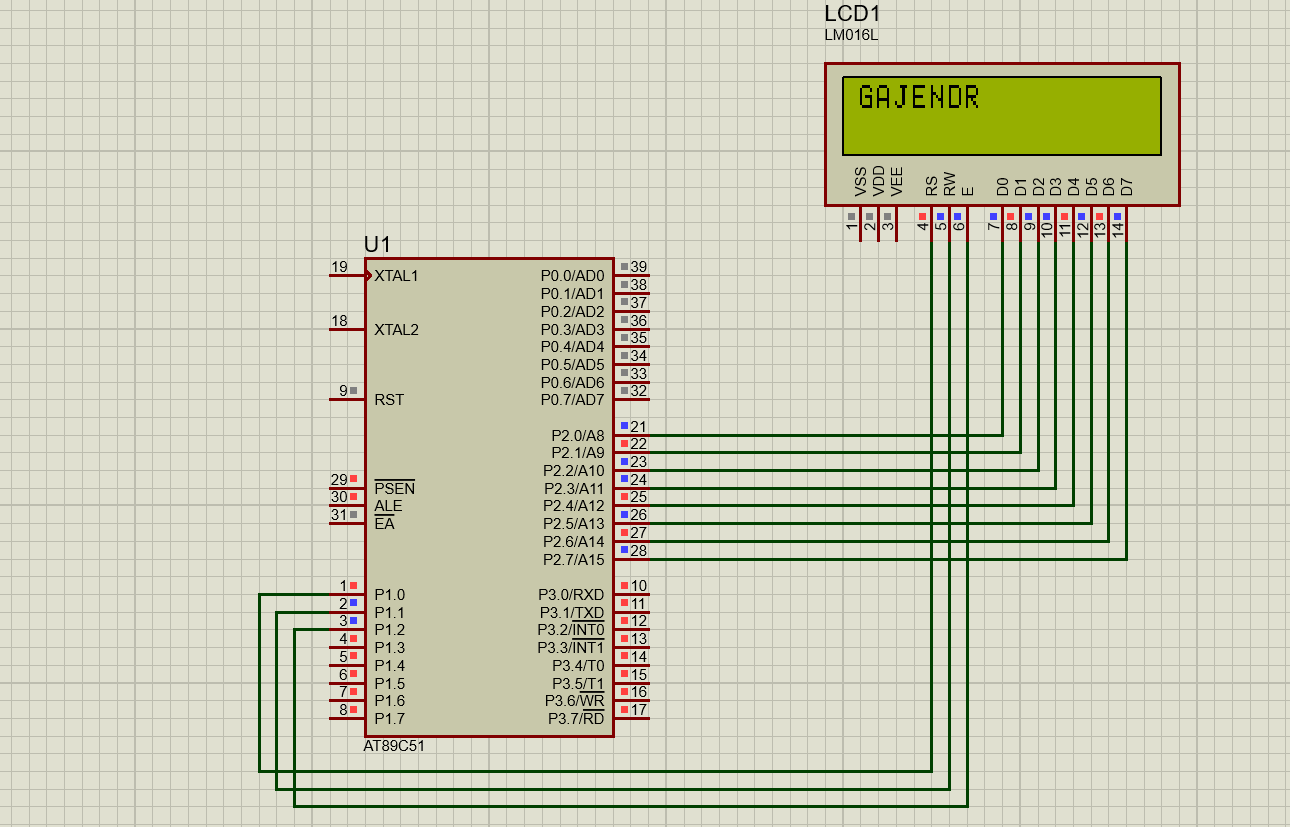 LCD1
LM016L
GAJENDR
VSS VDD VEE RS RW E D0 D1 D2 D3 D4 D5 D6 D7
1 2 3 4 5 6 7 8 9 10 11 12 13 14
U1
19 XTAL1 P0.0/AD0 39
P0.1/AD1 38
P0.2/AD2 37
18 XTAL2 P0.3/AD3 36
P0.4/AD4 35
P0.5/AD5 34
P0.6/AD6 33
9 RST P0.7/AD7 32
P2.0/A8 21
P2.1/A9 22
P2.2/A10 23
29 PSEN P2.3/A11 24
30 ALE P2.4/A12 25
31 EA P2.5/A13 26
P2.6/A14 27
P2.7/A15 28
1 P1.0 P3.0/RXD 10
2 P1.1 P3.1/TXD 11
3 P1.2 P3.2/INT0 12
4 P1.3 P3.3/INT1 13
5 P1.4 P3.4/T0 14
6 P1.5 P3.5/T1 15
7 P1.6 P3.6/WR 16
8 P1.7 P3.7/RD 17
AT89C51